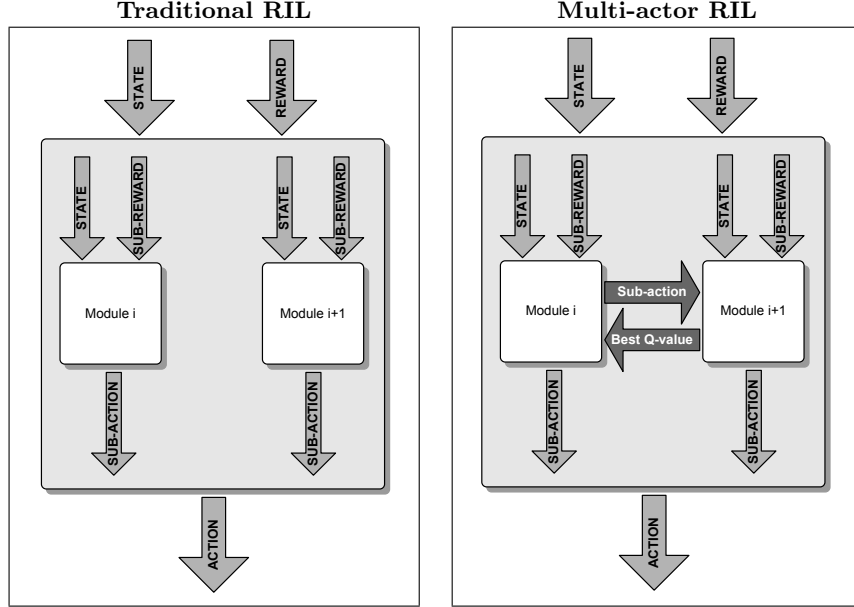 Traditional RIL
STATE
REWARD
STATE
SUB-REWARD
STATE
SUB-REWARD
Module i
Module i+1
SUB-ACTION
SUB-ACTION
ACTION
Multi-actor RIL
STATE
REWARD
STATE
SUB-REWARD
STATE
SUB-REWARD
Module i
Sub-action
Best Q-value
Module i+1
SUB-ACTION
SUB-ACTION
ACTION